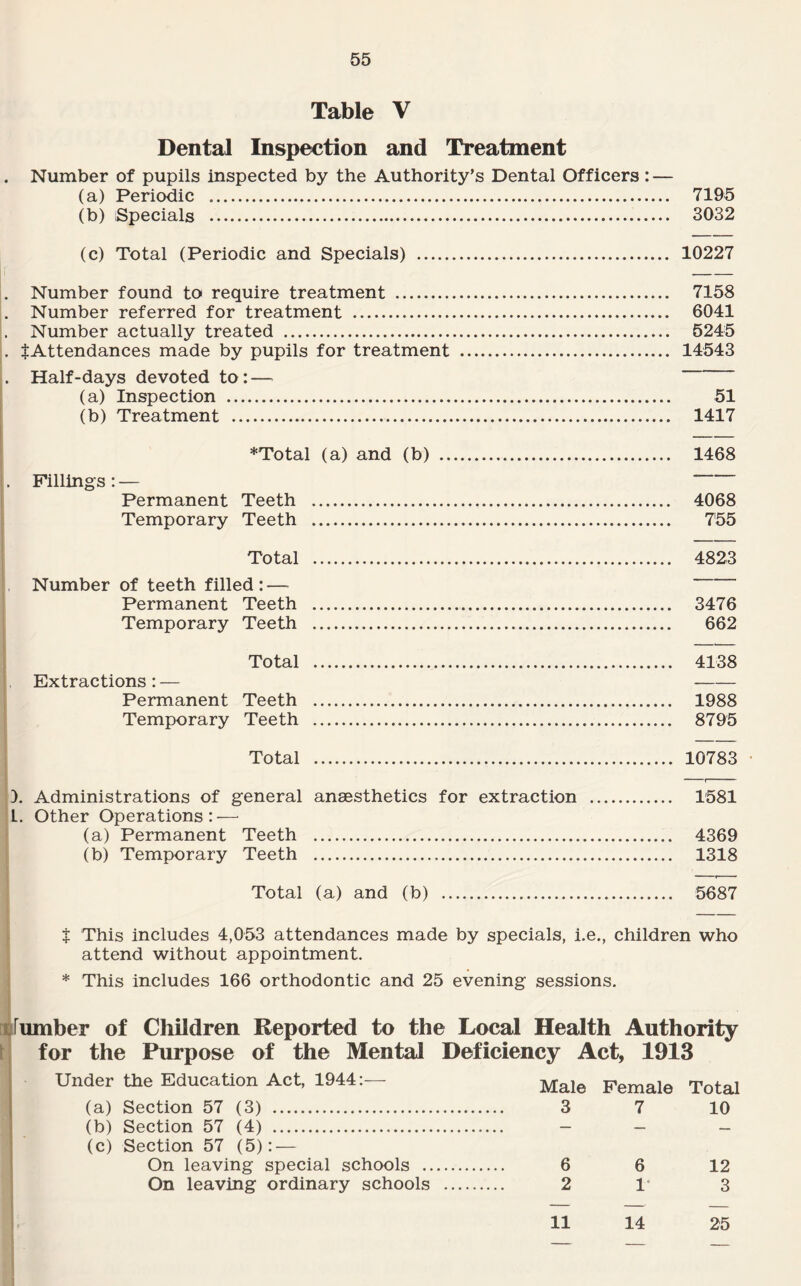 55
Table V
Dental Inspection and Treatment
. Number of pupils inspected by the Authority's Dental Officers : —
(a) Periodic ........ 7195
(b) Specials ........ 3032
(c) Total (Periodic and Specials) ........ 10227
. Number found to require treatment ........ 7158
. Number referred for treatment ........ 6041
. Number actually treated ........ 5245
. ‡Attendances made by pupils for treatment ........ 14543
. Half-days devoted to : —
(a) Inspection ........ 51
(b) Treatment ........ 1417
*Total (a) and (b) ........ 1468
. Fillings : —
Permanent Teeth ........ 4068
Temporary Teeth ........ 755
Total ........ 4823
Number of teeth filled : —
Permanent Teeth ........ 3476
Temporary Teeth ........ 662
Total ........ 4138
Extractions : —
Permanent Teeth ........ 1988
Temporary Teeth ........ 8795
Total ........ 10783
. Administrations of general anæsthetics for extraction ........ 1581
. Other Operations : —
(a) Permanent Teeth ........ 4369
(b) Temporary Teeth ........ 1318
Total (a) and (b) ........ 5687
‡ This includes 4,053 attendances made by specials, i.e., children who
attend without appointment.
* This includes 166 orthodontic and 25 evening sessions.
umber of Children Reported to the Local Health Authority
for the Purpose of the Mental Deficiency Act, 1913
Under the Education Act, 1944:— Male Female Total
(a) Section 57 (3) ........ 3 7 10
(b) Section 57 (4) ........ — — —
(c) Section 57 (5) : —
On leaving special schools ........ 6 6 12
On leaving ordinary schools ........ 2 1 3
11 14 25